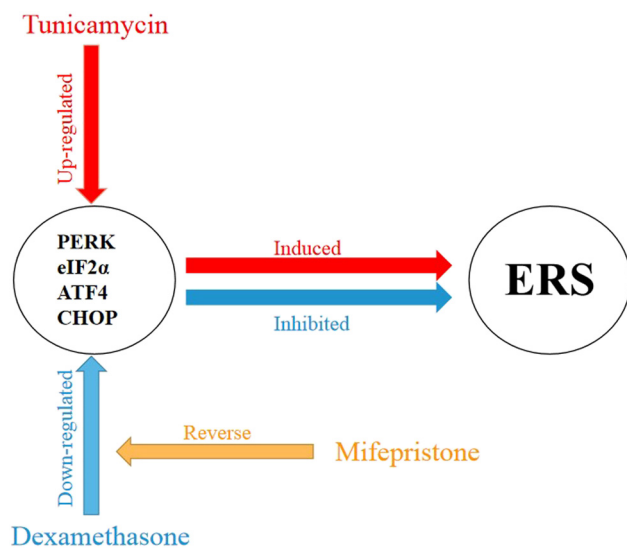 Tunicamycin
Up-regulated
PERK
eIF2α
ATF4
CHOP
Induced
Inhibited
ERS
Down-regulated
Reverse
Mifepristone
Dexamethasone